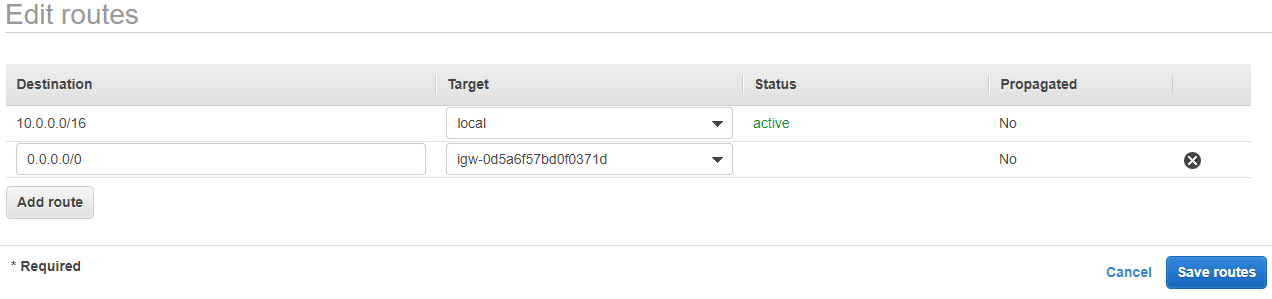 Edit routes
Destination Target Status Propagated
10.0.0.0/16 local active No
0.0.0.0/0 igw-0d5a6f57bd0f0371d No
Add route
* Required
Cancel Save routes